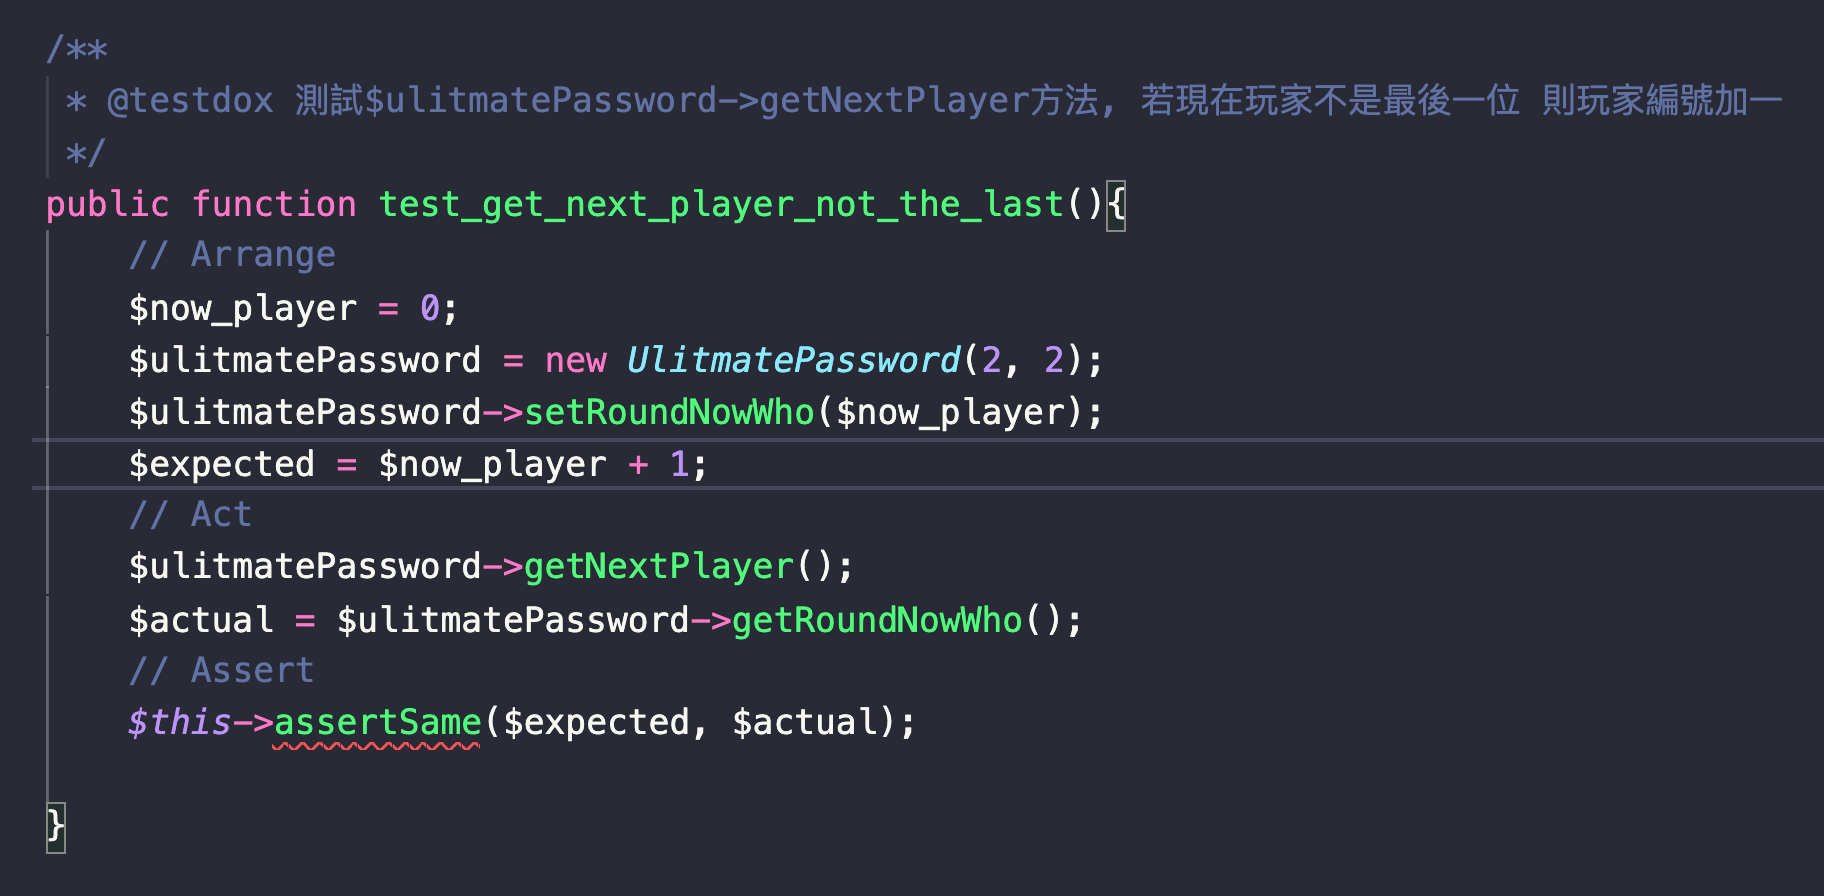 /**
* @testdox 測試$ulitmatePassword->getNextPlayer方法, 若現在玩家不是最後一位 則玩家編號加一
*/
public function test_get_next_player_not_the_last(){
// Arrange
$now_player = 0;
$ulitmatePassword = new UlitmatePassword(2, 2);
$ulitmatePassword->setRoundNowWho($now_player);
$expected = $now_player + 1;
// Act
$ulitmatePassword->getNextPlayer();
$actual = $ulitmatePassword->getRoundNowWho();
// Assert
$this->assertSame($expected, $actual);
}